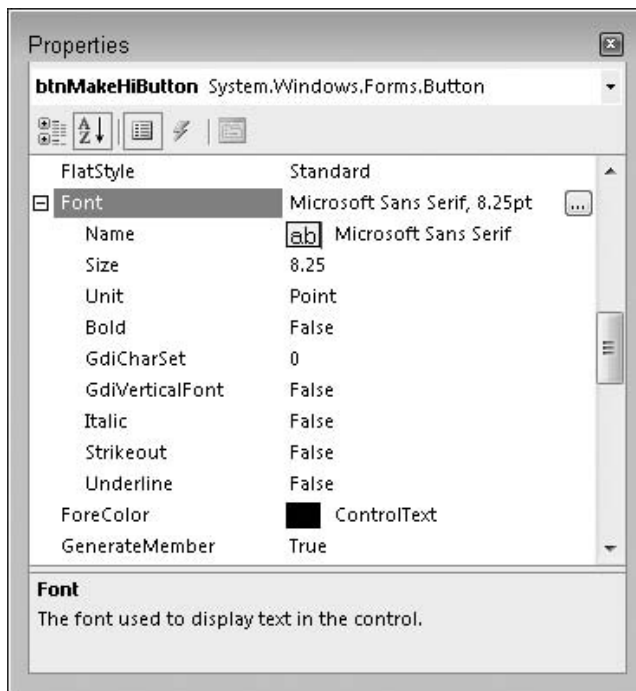 Properties
btnMakeHiButton System.Windows.Forms.Button
A
Z
FlatStyle Standard
Font Microsoft Sans Serif, 8.25pt ...
Name ab Microsoft Sans Serif
Size 8.25
Unit Point
Bold False
GdiCharSet 0
GdiVerticalFont False
Italic False
Strikeout False
Underline False
ForeColor ControlText
GenerateMember True
Font
The font used to display text in the control.